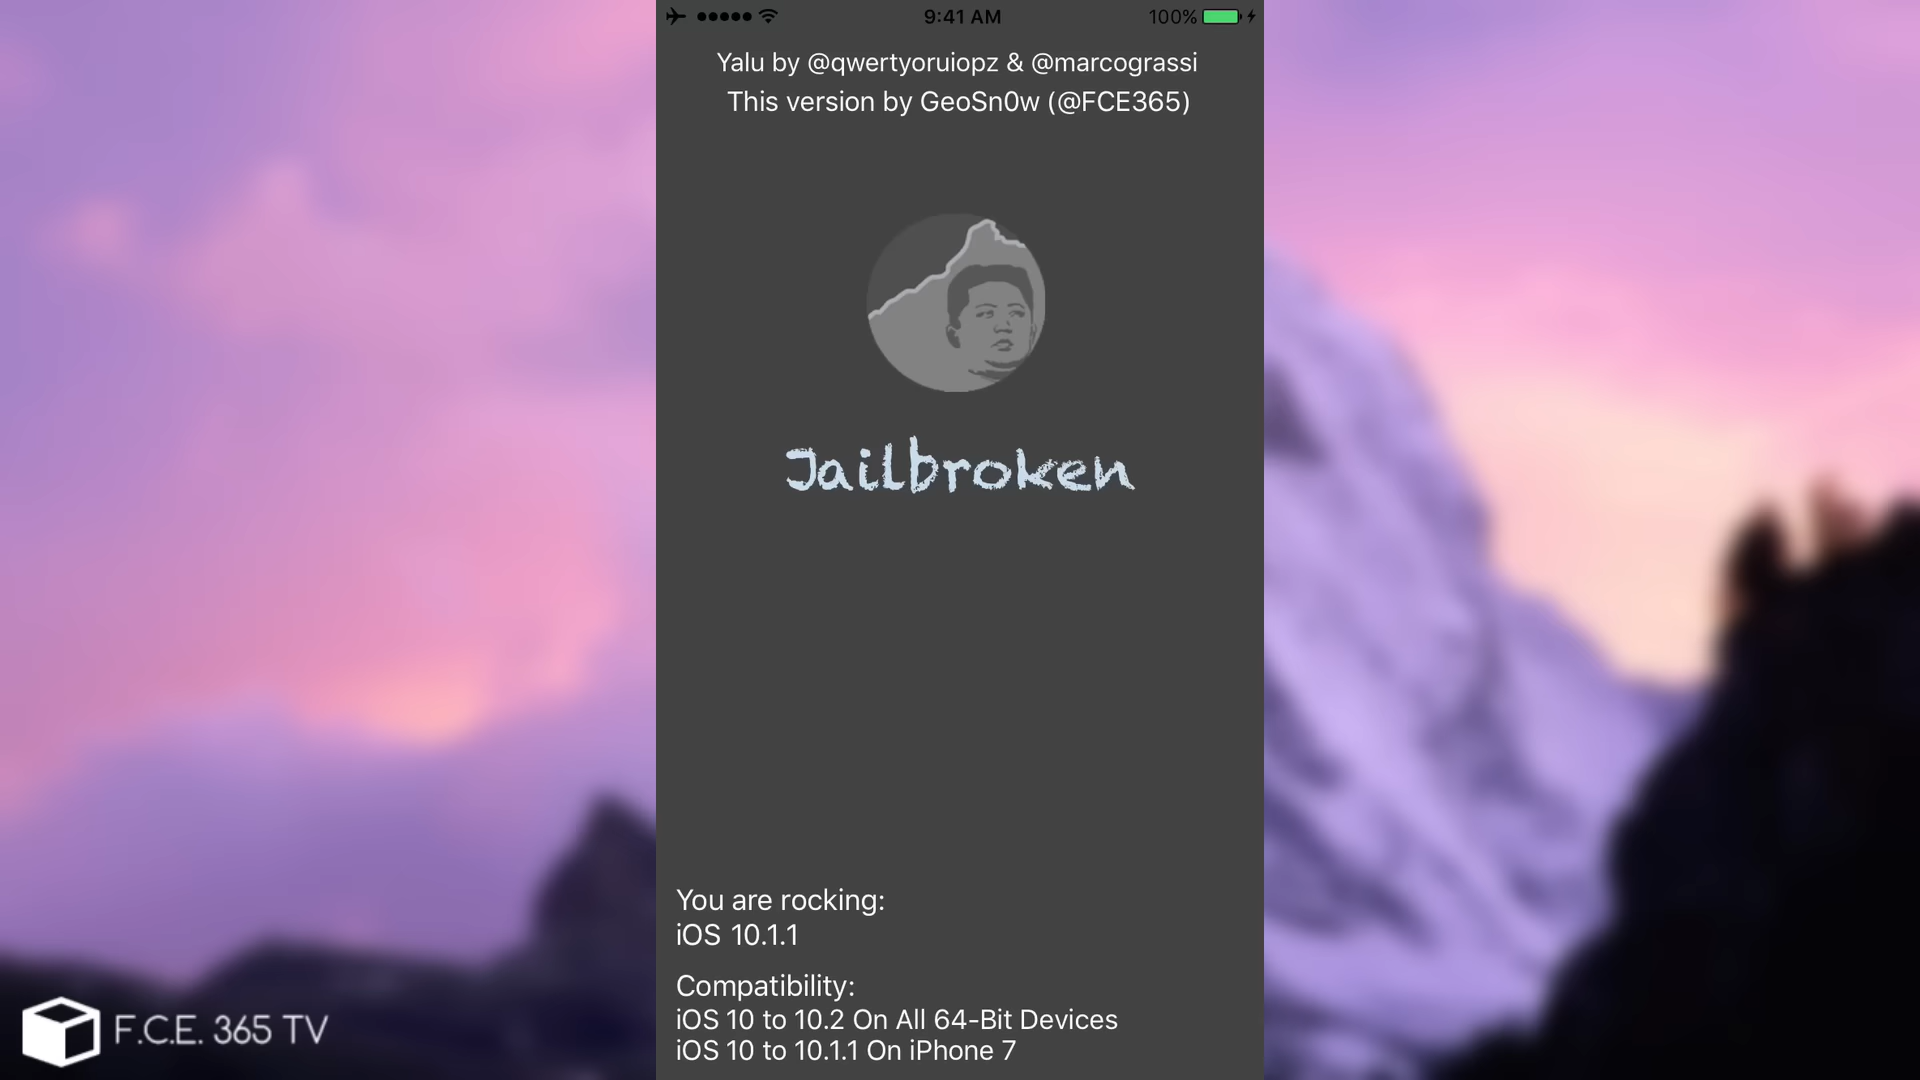 9:41 AM
100%
Yalu by @qwertyoruiopz & @marcograssi
This version by GeoSn0w (@FCE365)
Jailbroken
You are rocking:
iOS 10.1.1
Compatibility:
iOS 10 to 10.2 On All 64-Bit Devices
iOS 10 to 10.1.1 On iPhone 7
F.C.E. 365 TV